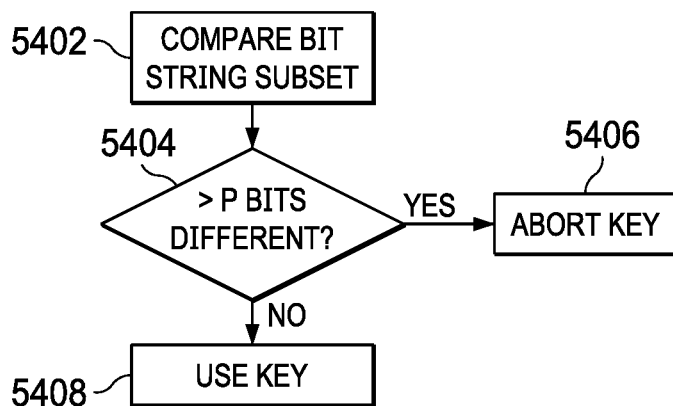 5402
COMPARE BIT
STRING SUBSET
5404
> P BITS
DIFFERENT?
YES
5406
ABORT KEY
NO
5408
USE KEY